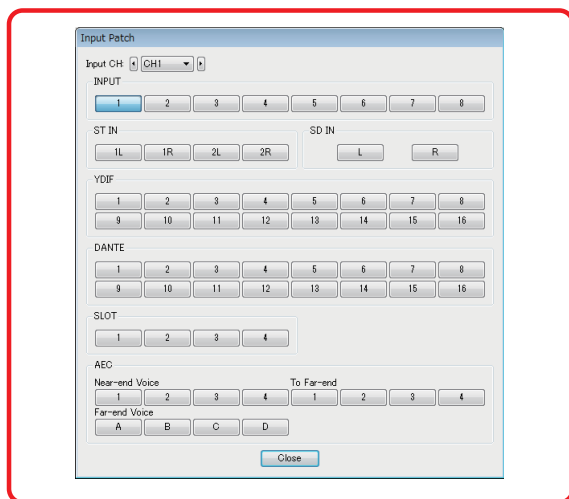 Input Patch
Input CH: CH1
INPUT
1 2 3 4 5 6 7 8
ST IN SD IN
1L 1R 2L 2R L R
YDIF
1 2 3 4 5 6 7 8
9 10 11 12 13 14 15 16
DANTE
1 2 3 4 5 6 7 8
9 10 11 12 13 14 15 16
SLOT
1 2 3 4
AEC
Near-end Voice To Far-end
1 2 3 4 1 2 3 4
Far-end Voice
A B C D
Close